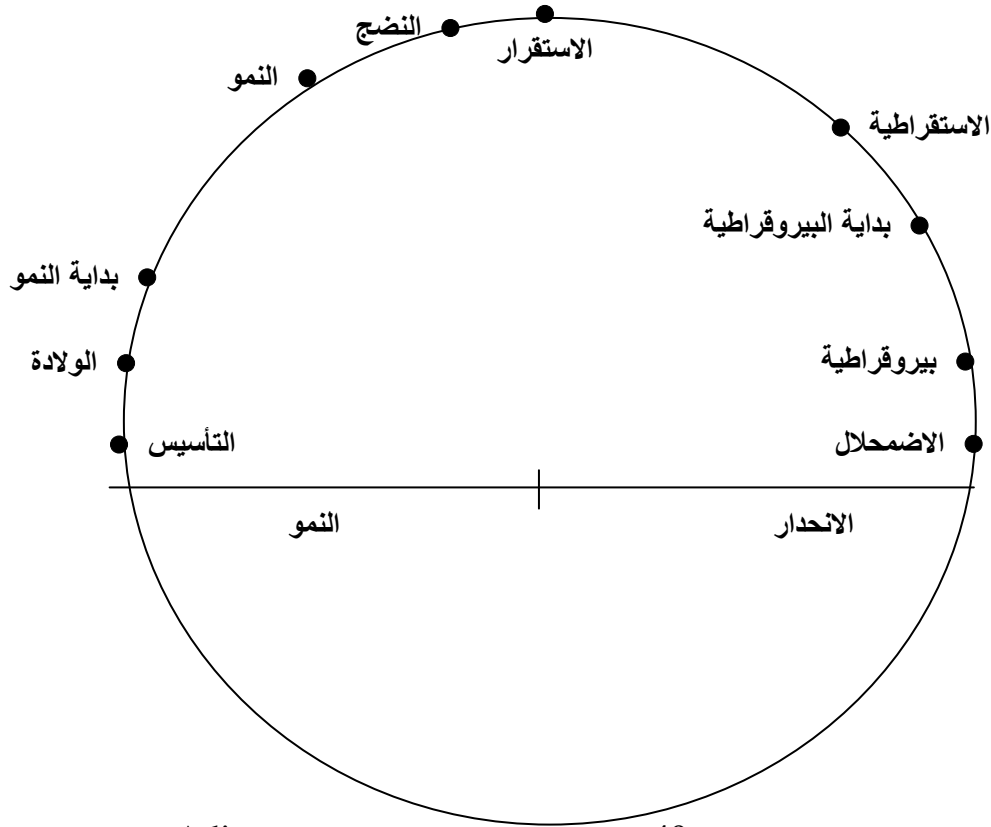 النضج
الاستقرار
النمو
الاستقراطية
بداية البيروقراطية
بداية النمو
الولادة
بيروقراطية
التأسيس
الاضمحلال
النمو
الانحدار